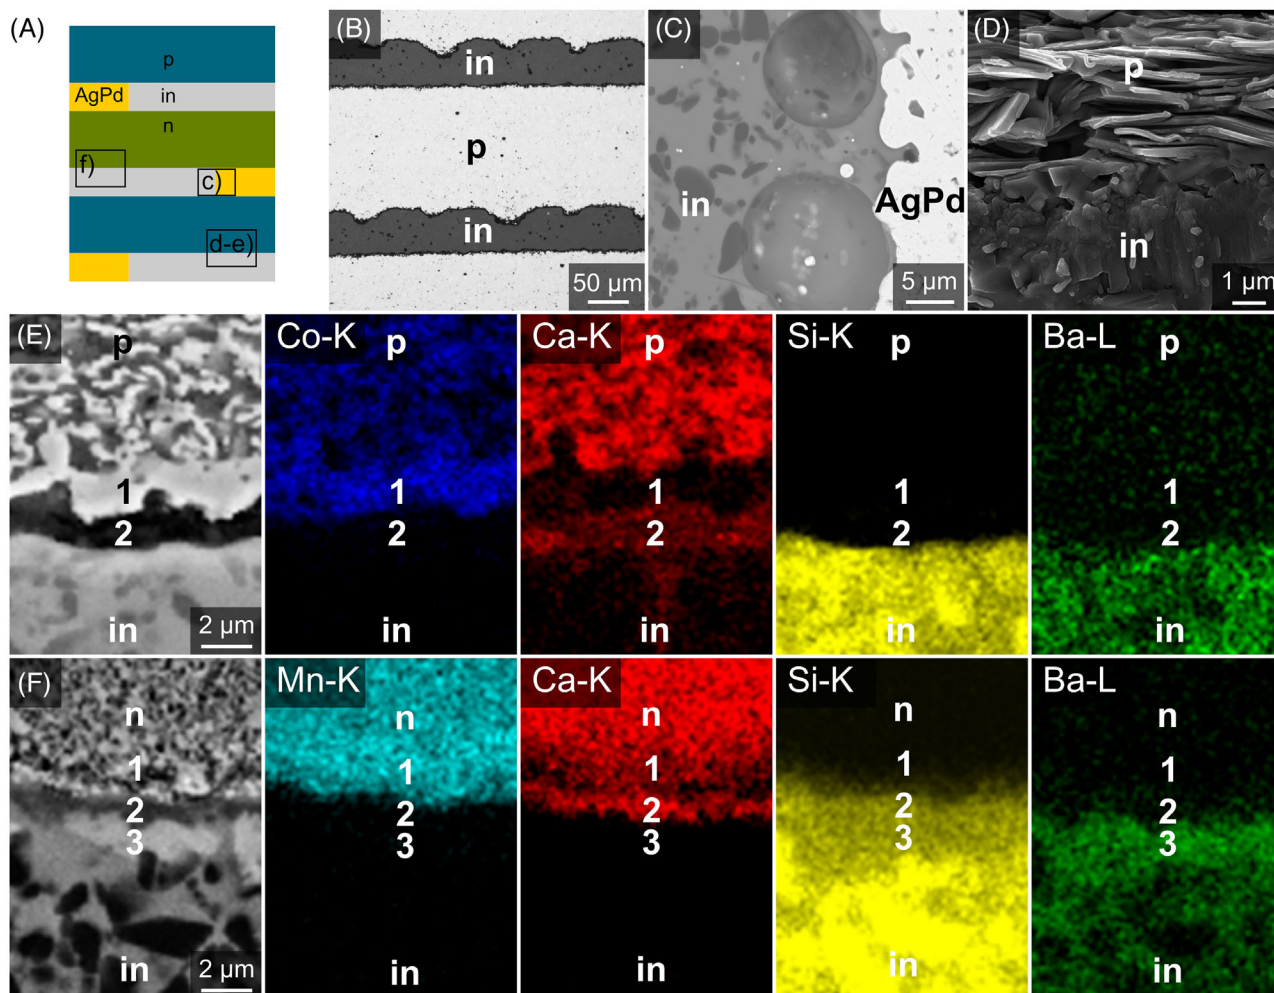 (A)
p
AgPd
in
n
f)
c)
d-e)
(B)
in
p
in
50 µm
(C)
in
AgPd
5 µm
(D)
p
in
1 µm
(E)
p
1
2
in
2 µm
Co-K
p
1
2
in
Ca-K
p
1
2
in
Si-K
p
1
2
in
Ba-L
p
1
2
in
(F)
n
1
2
3
in
2 µm
Mn-K
n
1
2
3
in
Ca-K
n
1
2
3
in
Si-K
n
1
2
3
in
Ba-L
n
1
2
3
in